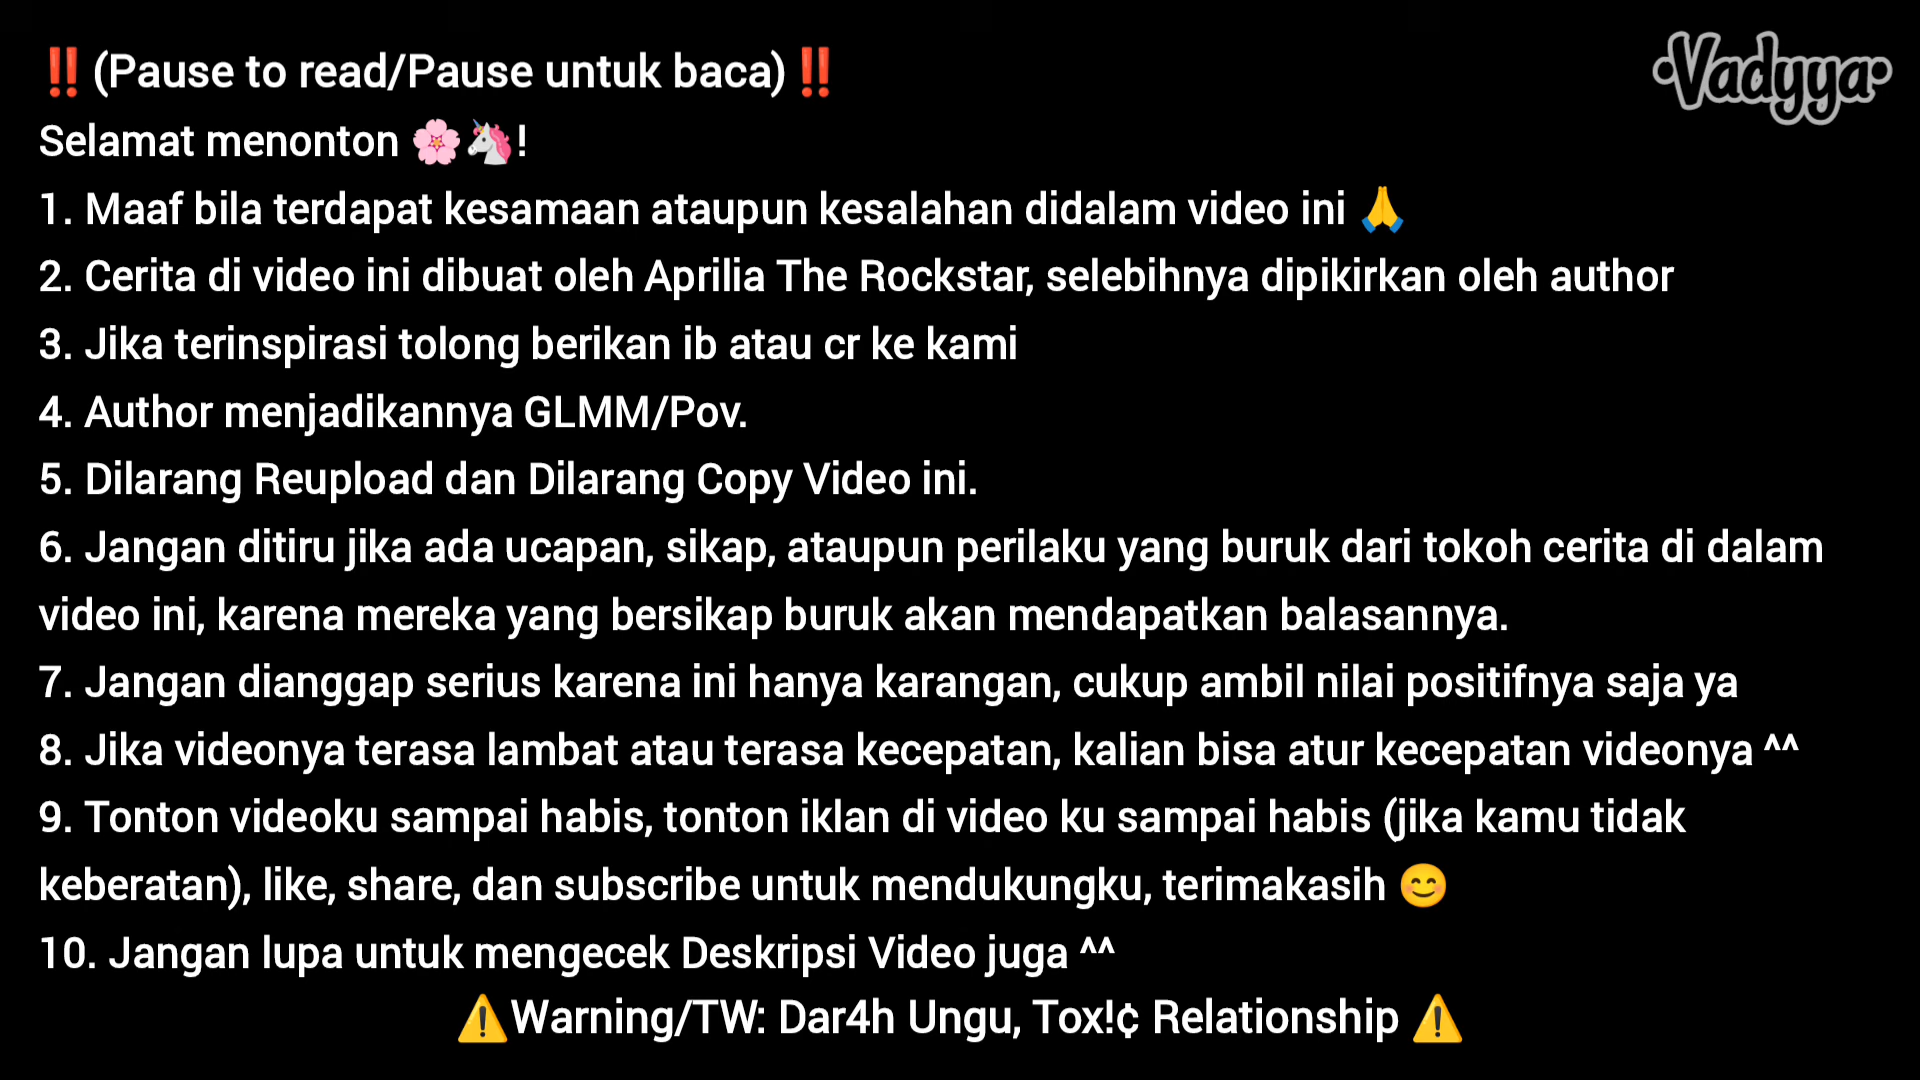 ‼️(Pause to read/Pause untuk baca)‼️
•Vadyya•
Selamat menonton 🌸🦄!
1. Maaf bila terdapat kesamaan ataupun kesalahan didalam video ini 🙏
2. Cerita di video ini dibuat oleh Aprilia The Rockstar, selebihnya dipikirkan oleh author
3. Jika terinspirasi tolong berikan ib atau cr ke kami
4. Author menjadikannya GLMM/Pov.
5. Dilarang Reupload dan Dilarang Copy Video ini.
6. Jangan ditiru jika ada ucapan, sikap, ataupun perilaku yang buruk dari tokoh cerita di dalam
video ini, karena mereka yang bersikap buruk akan mendapatkan balasannya.
7. Jangan dianggap serius karena ini hanya karangan, cukup ambil nilai positifnya saja ya
8. Jika videonya terasa lambat atau terasa kecepatan, kalian bisa atur kecepatan videonya ^^
9. Tonton videoku sampai habis, tonton iklan di video ku sampai habis (jika kamu tidak
keberatan), like, share, dan subscribe untuk mendukungku, terimakasih 😊
10. Jangan lupa untuk mengecek Deskripsi Video juga ^^
⚠️Warning/TW: Dar4h Ungu, Tox!¢ Relationship ⚠️